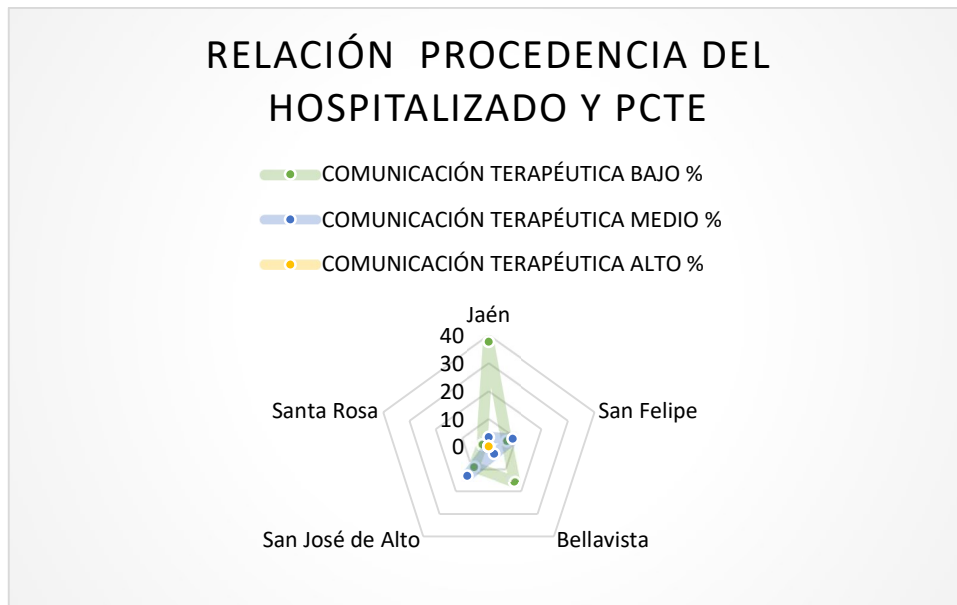 RELACIÓN PROCEDENCIA DEL
HOSPITALIZADO Y PCTE
COMUNICACIÓN TERAPÉUTICA BAJO %
COMUNICACIÓN TERAPÉUTICA MEDIO %
COMUNICACIÓN TERAPÉUTICA ALTO %
Jaén
40
30
20
10
0
Santa Rosa
San Felipe
San José de Alto
Bellavista